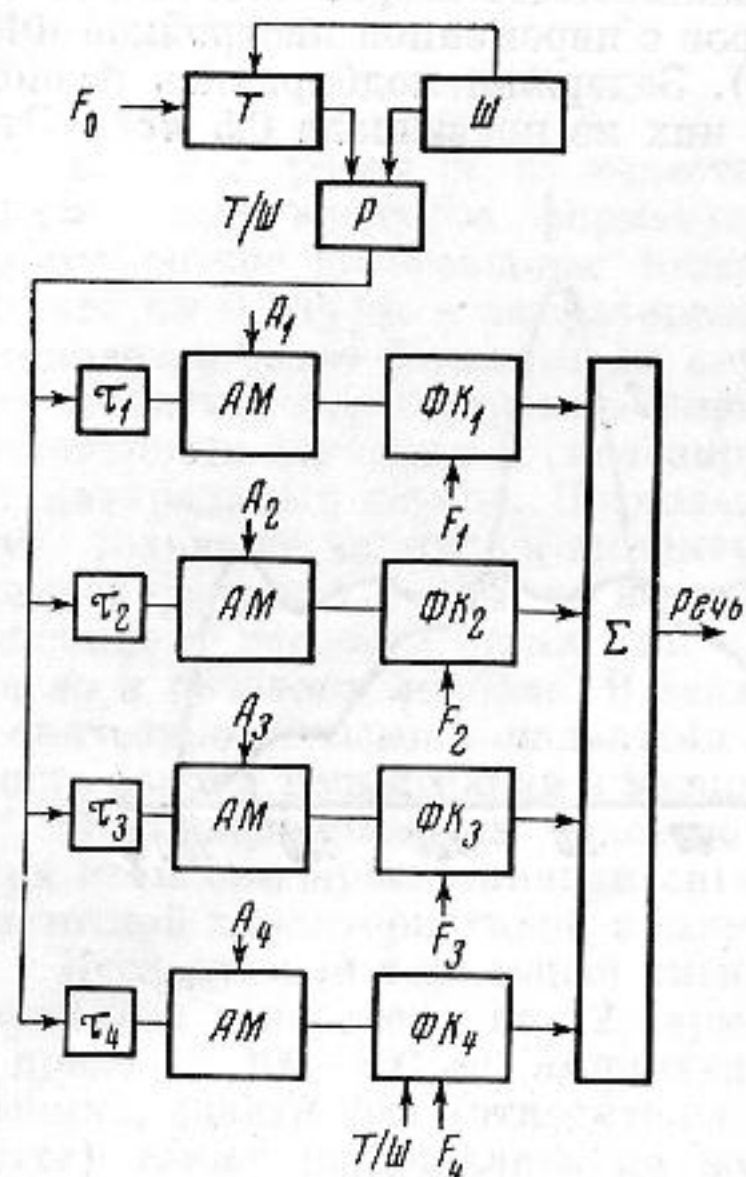 F₀ Т Ш
Т/Ш Р
A₁
τ₁ АМ ФК₁
F₁
A₂
τ₂ АМ ФК₂
Σ речь
F₂
A₃
τ₃ АМ ФК₃
F₃
A₄
τ₄ АМ ФК₄
Т/Ш F₄